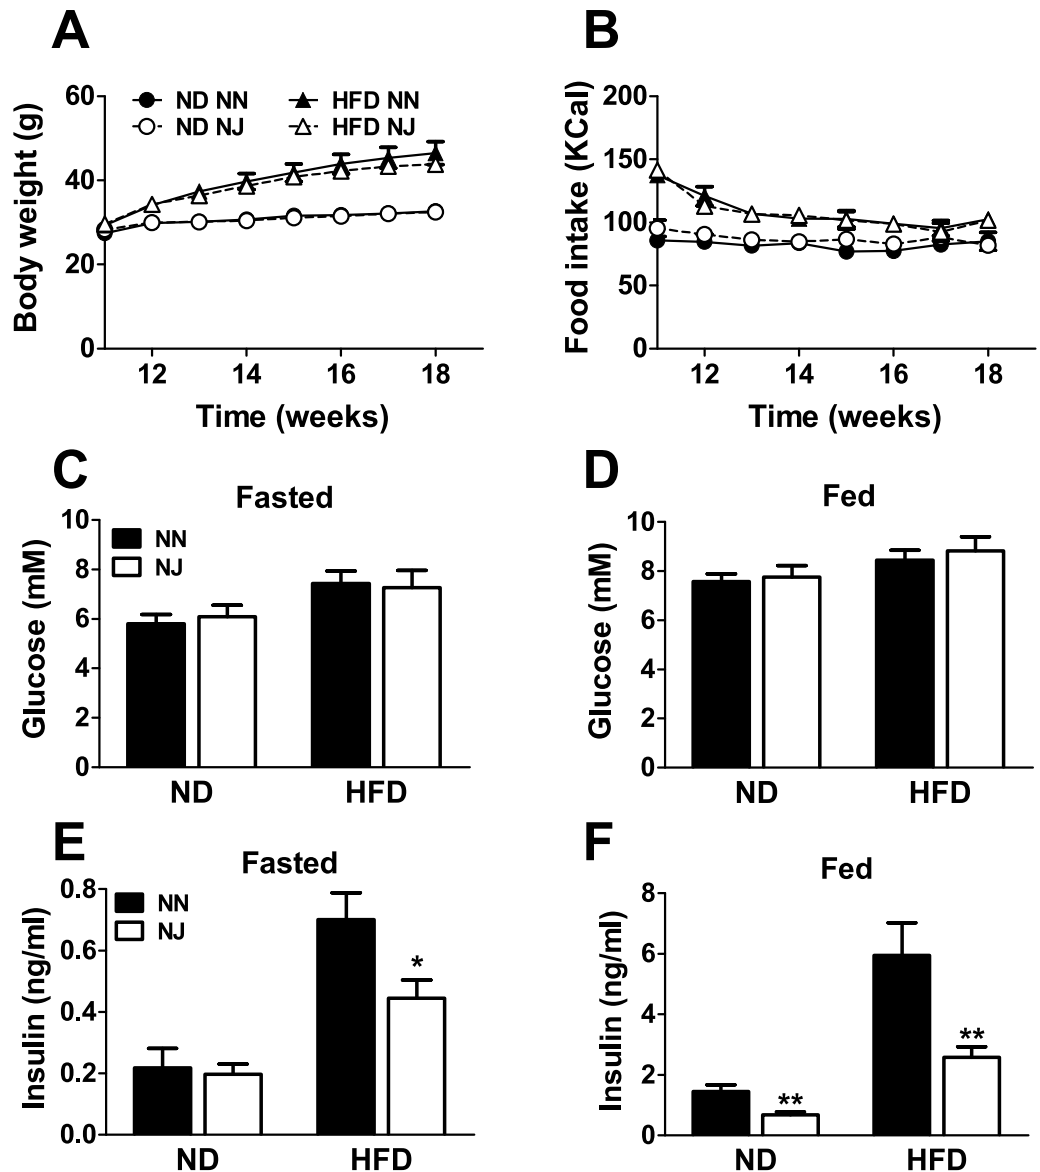 A
B
Body weight (g)
60
40
20
0
ND NN
HFD NN
ND NJ
HFD NJ
12 14 16 18
Time (weeks)
Food intake (KCal)
200
150
100
50
0
12 14 16 18
Time (weeks)
C
D
Fasted
Glucose (mM)
10
8
6
4
2
0
NN
NJ
ND HFD
Fed
Glucose (mM)
10
8
6
4
2
0
ND HFD
E
F
Fasted
Insulin (ng/ml)
0.8
0.6
0.4
0.2
0.0
NN
NJ
*
ND HFD
Fed
Insulin (ng/ml)
8
6
4
2
0
**
**
ND HFD